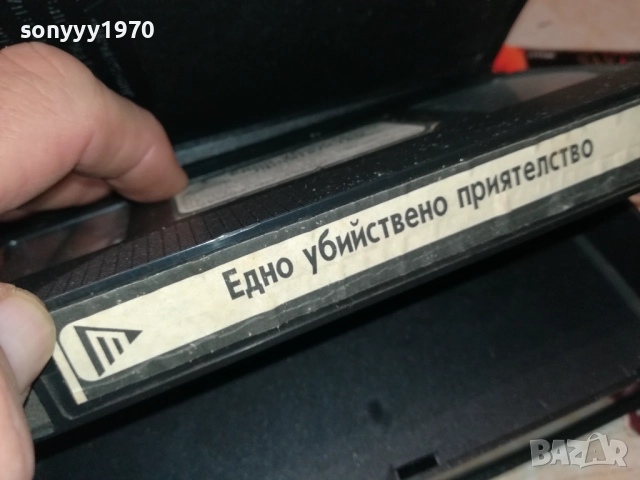 sonyyy1970
Едно убийствено приятелство
BAZAR